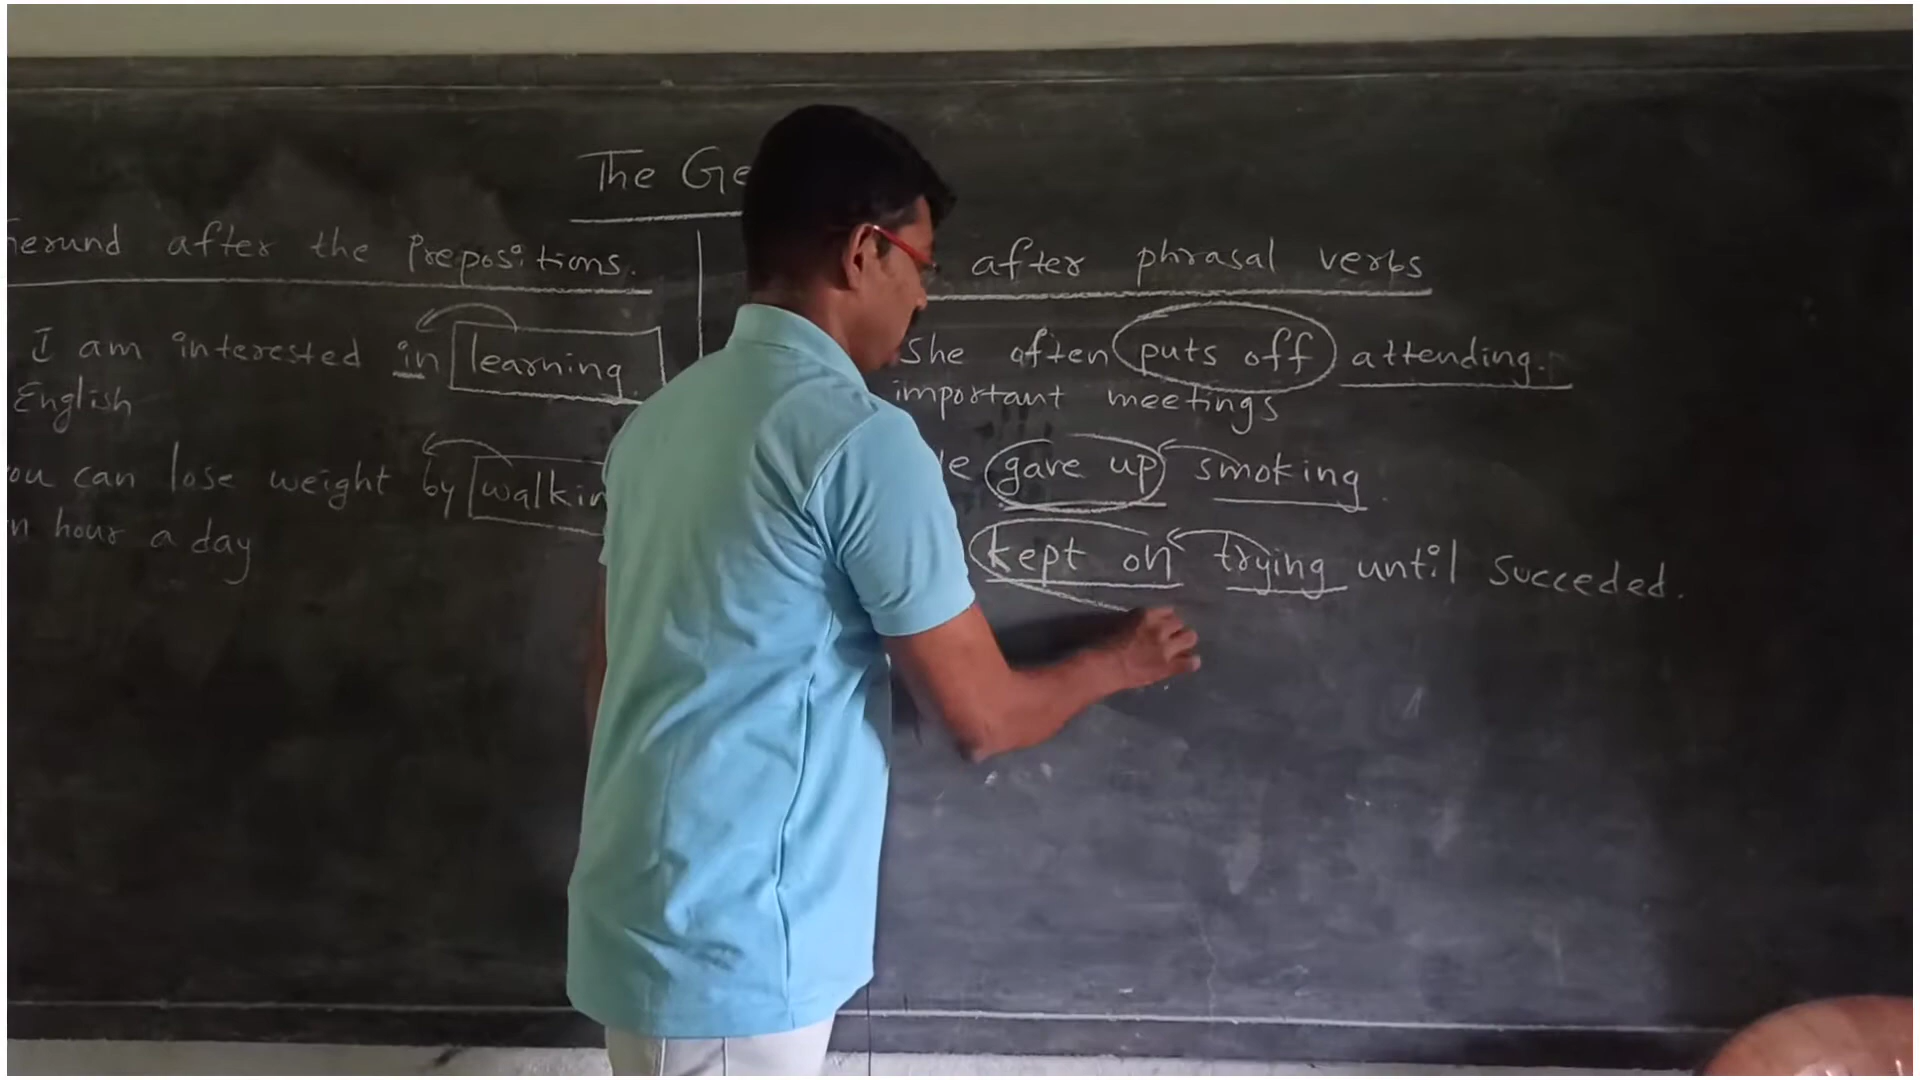 The Ge
erund after the Prepositions.
I am interested in learning
English
ou can lose weight by walkin
n hour a day
after phrasal verbs
She often puts off attending.
important meetings
e gave up smoking.
kept on trying until Succeded.